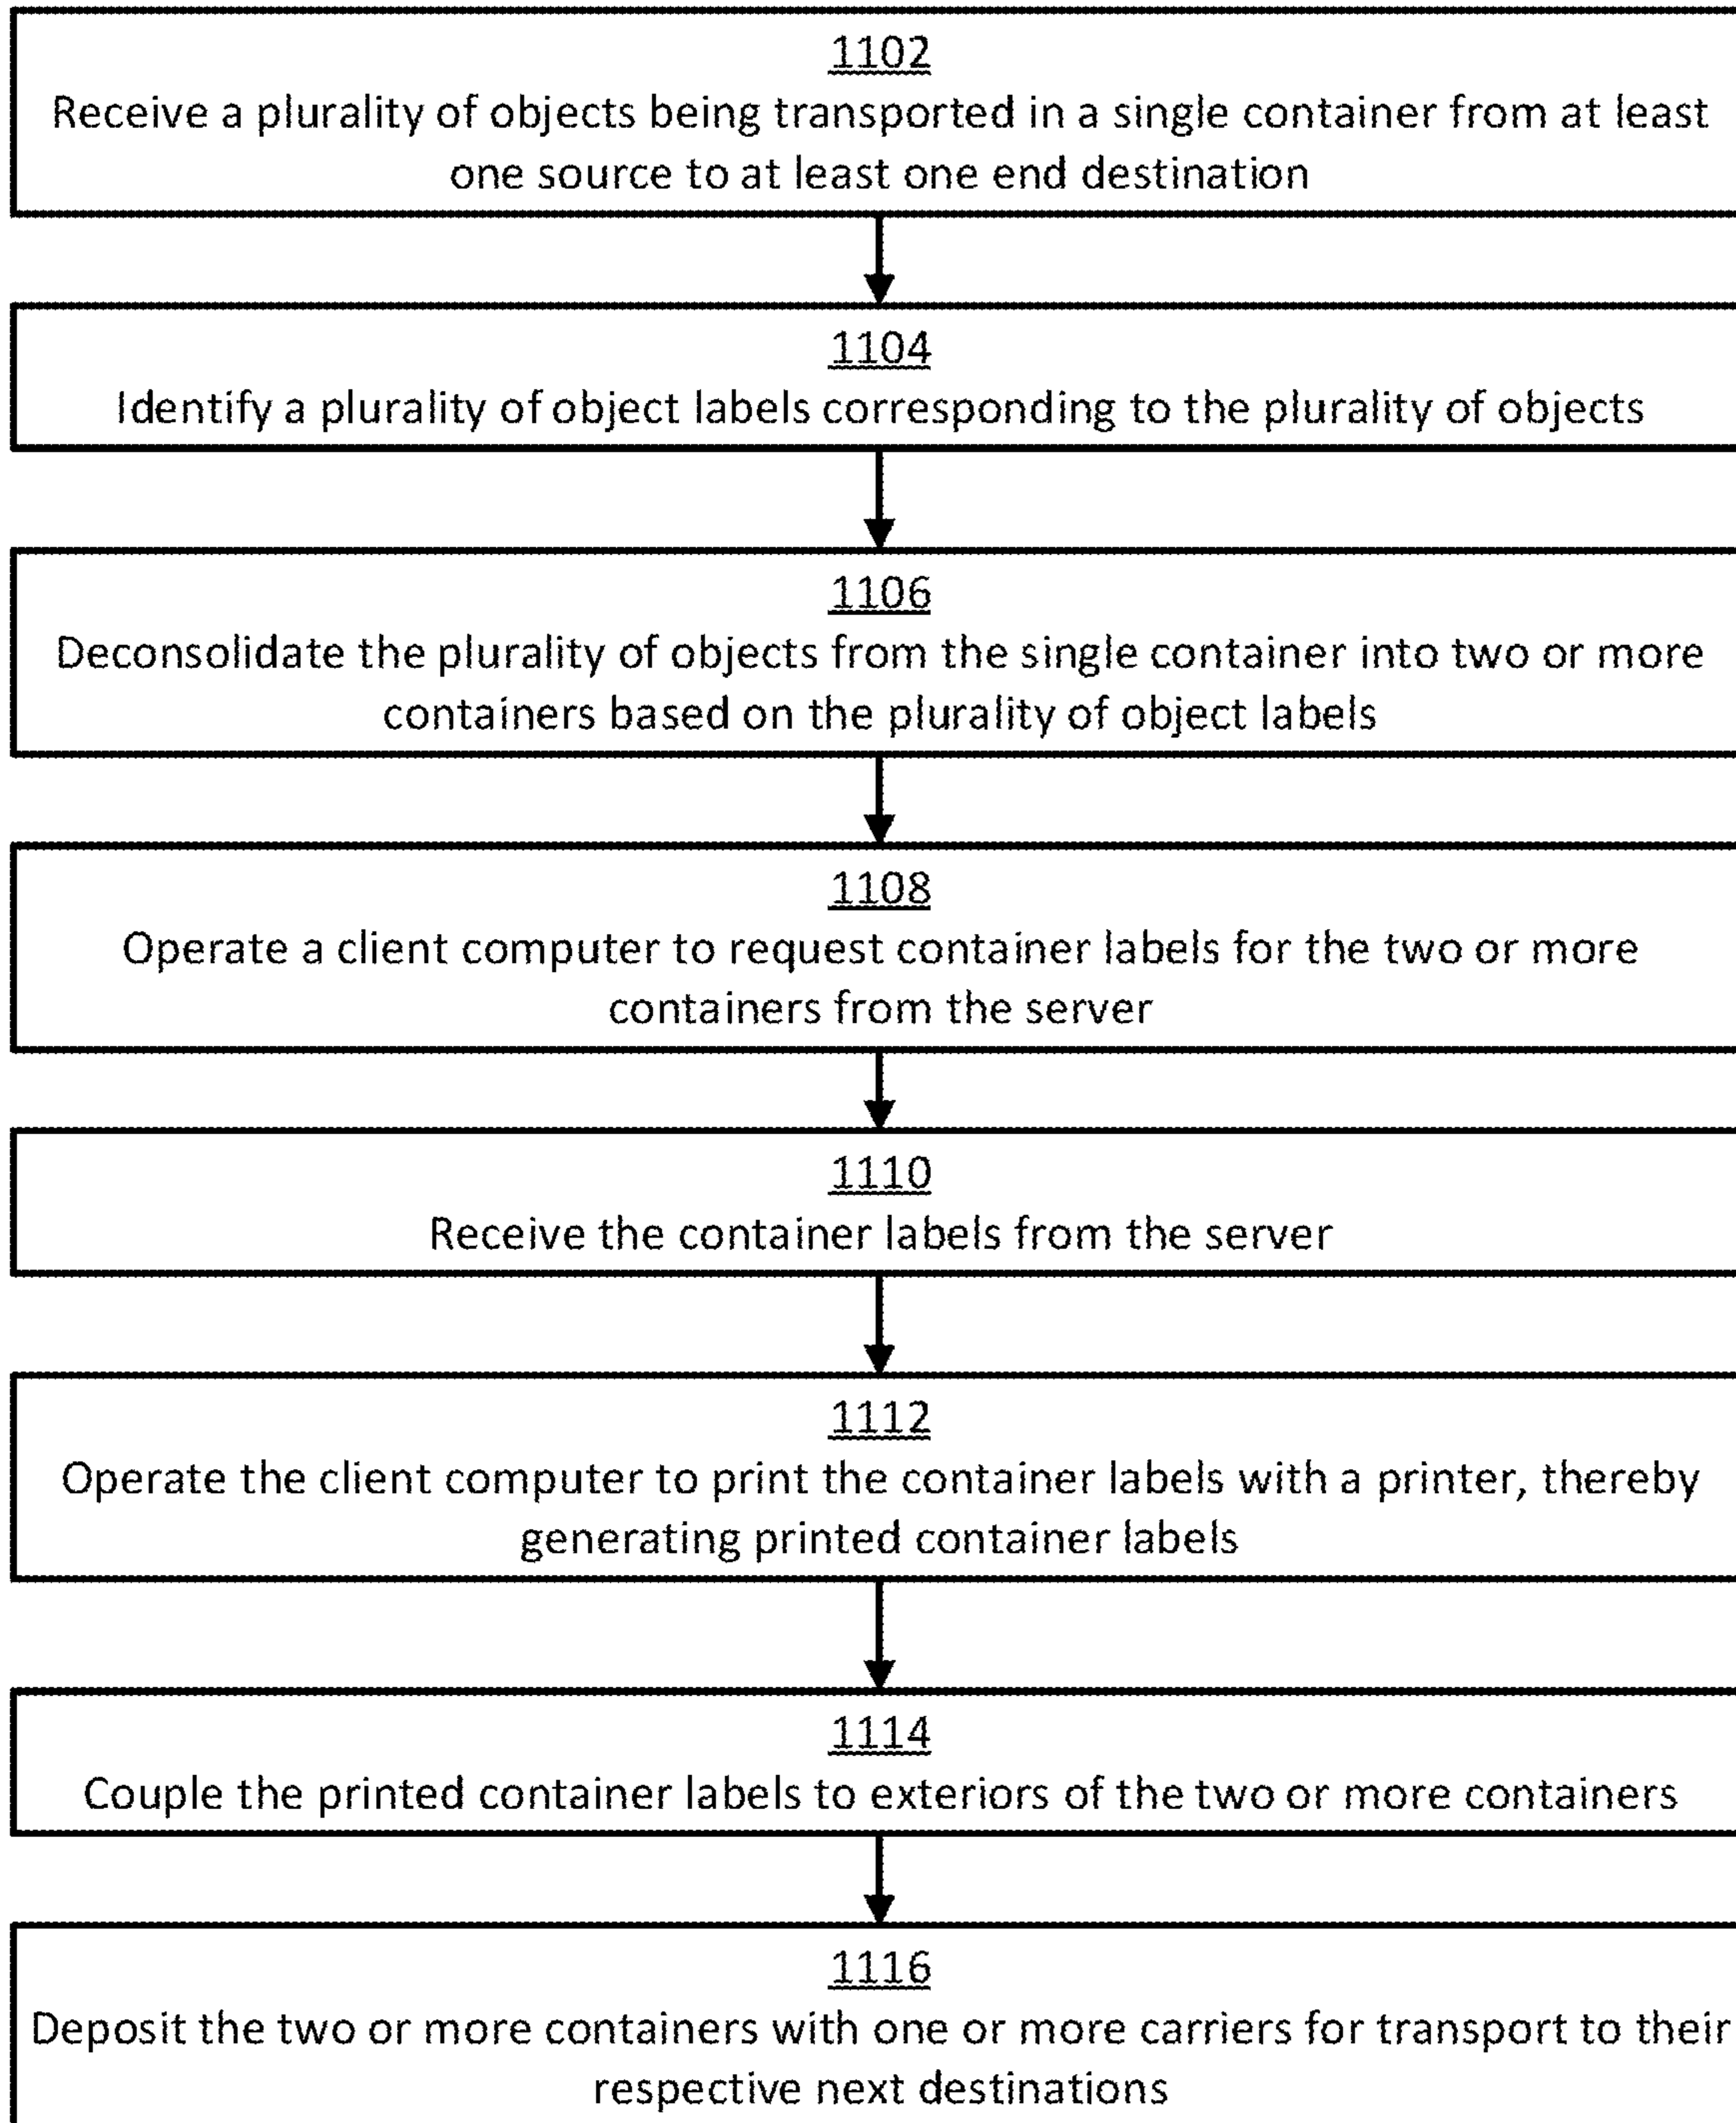 1102
Receive a plurality of objects being transported in a single container from at least
one source to at least one end destination
1104
Identify a plurality of object labels corresponding to the plurality of objects
1106
Deconsolidate the plurality of objects from the single container into two or more
containers based on the plurality of object labels
1108
Operate a client computer to request container labels for the two or more
containers from the server
1110
Receive the container labels from the server
1112
Operate the client computer to print the container labels with a printer, thereby
generating printed container labels
1114
Couple the printed container labels to exteriors of the two or more containers
1116
Deposit the two or more containers with one or more carriers for transport to their
respective next destinations